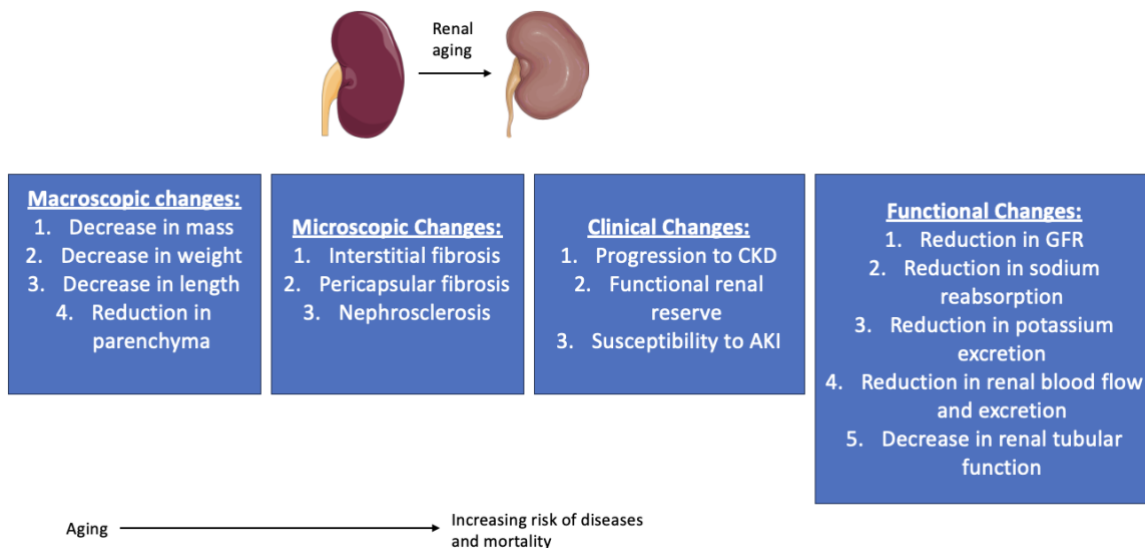 Renal
aging
Macroscopic changes:
1. Decrease in mass
2. Decrease in weight
3. Decrease in length
4. Reduction in
parenchyma
Microscopic Changes:
1. Interstitial fibrosis
2. Pericapsular fibrosis
3. Nephrosclerosis
Clinical Changes:
1. Progression to CKD
2. Functional renal
reserve
3. Susceptibility to AKI
Functional Changes:
1. Reduction in GFR
2. Reduction in sodium
reabsorption
3. Reduction in potassium
excretion
4. Reduction in renal blood flow
and excretion
5. Decrease in renal tubular
function
Aging
Increasing risk of diseases
and mortality